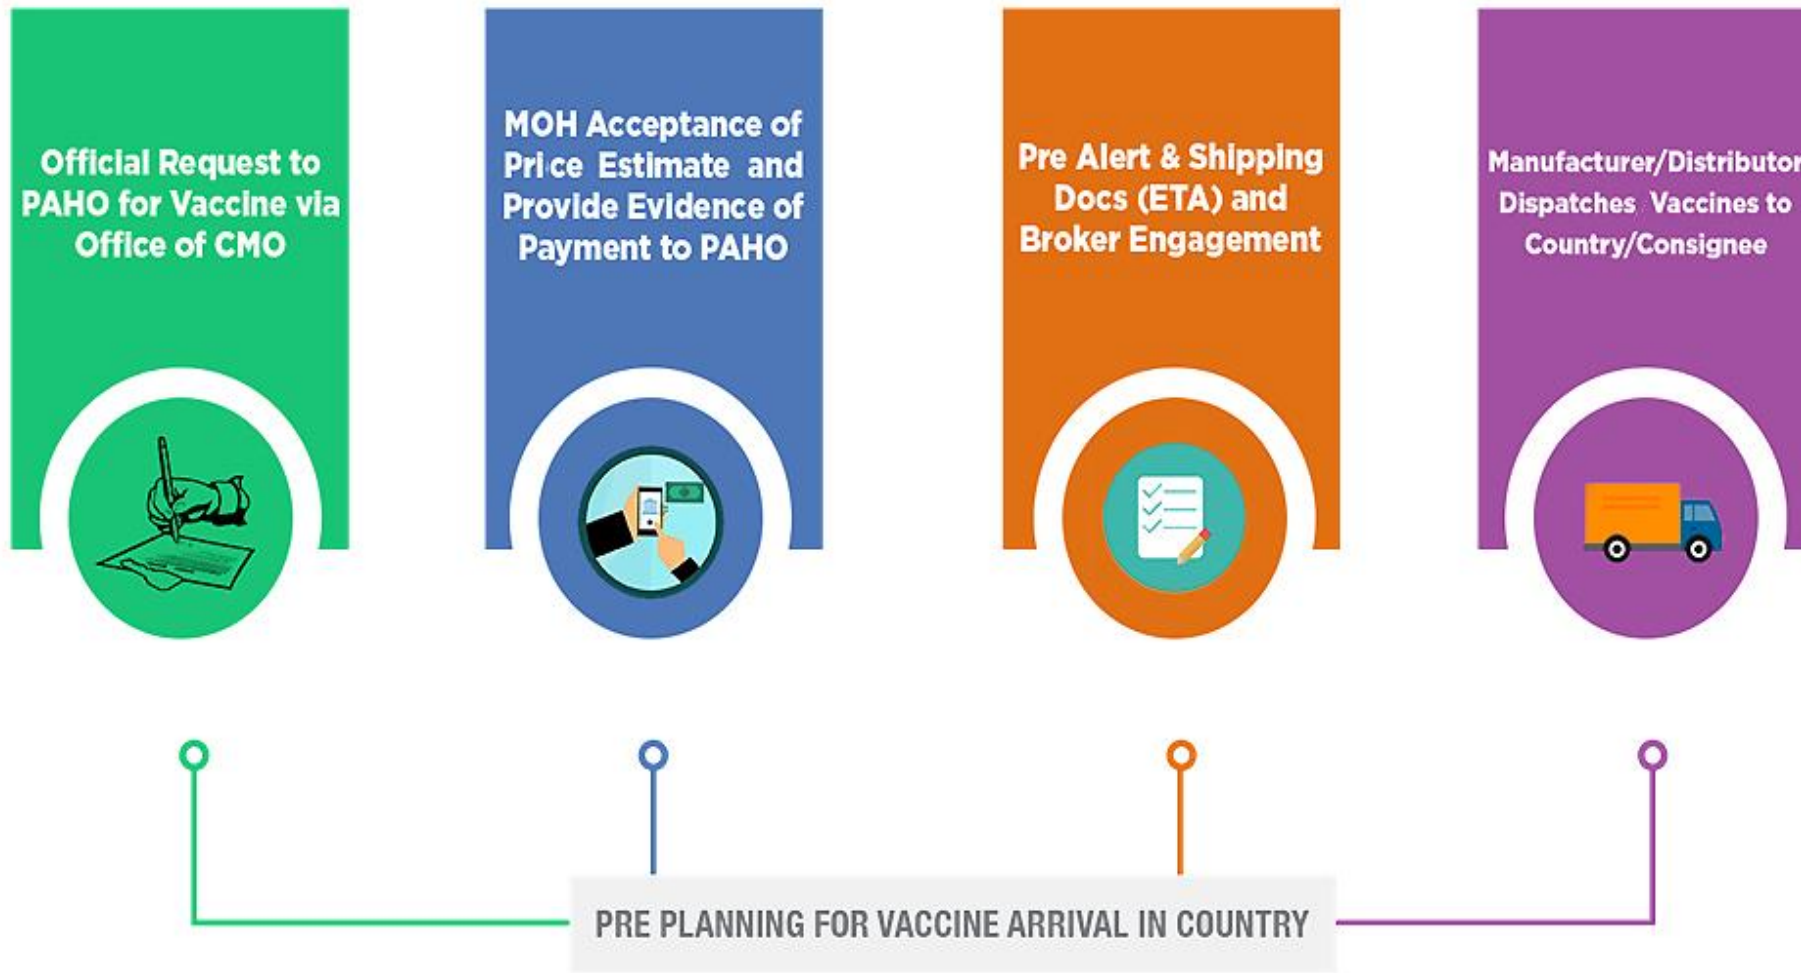 Official Request to
PAHO for Vaccine via
Office of CMO
MOH Acceptance of
Price Estimate and
Provide Evidence of
Payment to PAHO
Pre Alert & Shipping
Docs (ETA) and
Broker Engagement
Manufacturer/Distributor
Dispatches Vaccines to
Country/Consignee
PRE PLANNING FOR VACCINE ARRIVAL IN COUNTRY